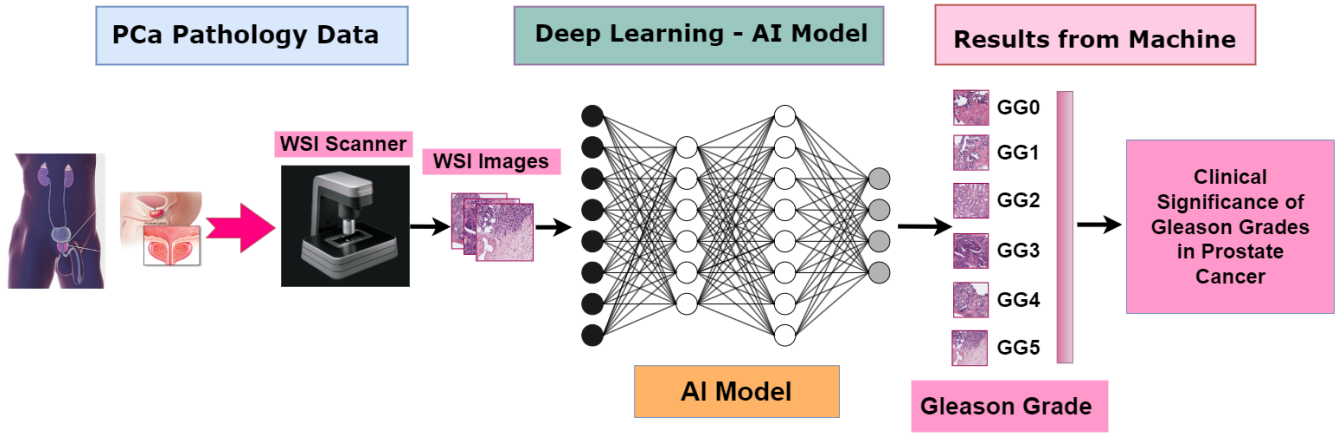 PCa Pathology Data
Deep Learning - AI Model
Results from Machine
WSI Scanner
WSI Images
GG0
GG1
GG2
GG3
GG4
GG5
Clinical
Significance of
Gleason Grades
in Prostate
Cancer
AI Model
Gleason Grade